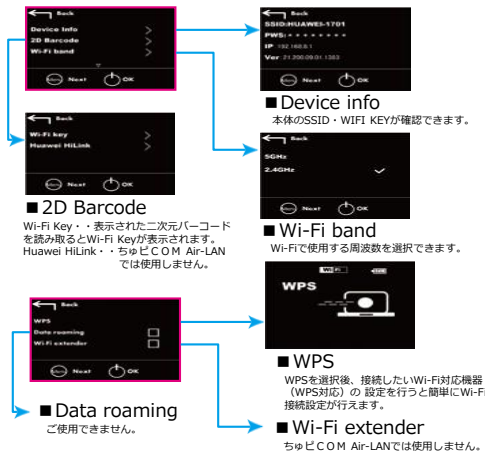 Back
Device Info
2D Barcode
Wi-Fi band
Menu Next OK
Back
SSID:HUAWEI-1701
PWS:********
IP :192.168.8.1
Ver: 21.200.09.01.1383
■Device info
本体のSSID・WIFI KEYが確認できます。
Back
Wi-Fi key
Huawei HiLink
Menu Next OK
■2D Barcode
Wi-Fi Key・・表示された二次元バーコード
を読み取るとWi-Fi Keyが表示されます。
Huawei HiLink・・ちゅピCOM Air-LAN
では使用しません。
Back
5GHz
2.4GHz
Menu Next OK
■Wi-Fi band
Wi-Fiで使用する周波数を選択できます。
Back
WPS
Data roaming
Wi-Fi extender
Menu Next OK
WiFi
WPS
■WPS
WPSを選択後、接続したいWi-Fi対応機器
（WPS対応）の 設定を行うと簡単にWi-Fi
接続設定が行えます。
■Data roaming
ご使用できません。
■Wi-Fi extender
ちゅピCOM Air-LANでは使用しません。